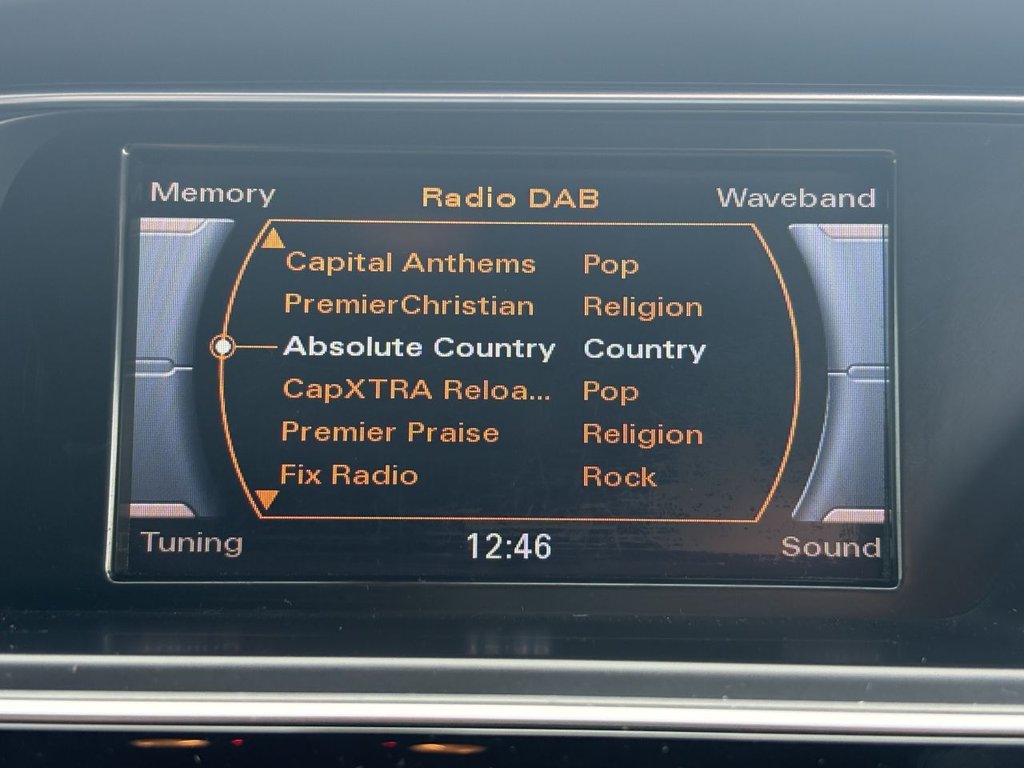 Memory Radio DAB Waveband
Capital Anthems Pop
PremierChristian Religion
Absolute Country Country
CapXTRA Reloa... Pop
Premier Praise Religion
Fix Radio Rock
Tuning 12:46 Sound